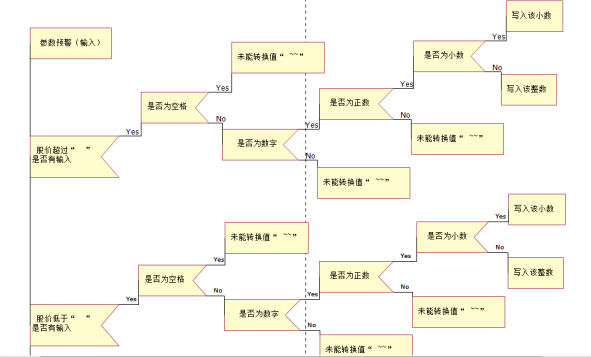 写入该小数
参数预警（输入）
Yes
未能转换值“ ~~”
是否为小数
No
写入该整数
Yes
Yes
是否为空格
是否为正数
No
No
Yes
未能转换值“ ~~”
Yes
是否为数字
股价超过“ ”
是否有输入
No
未能转换值“ ~~”
写入该小数
Yes
未能转换值“ ~~”
是否为小数
No
Yes
Yes
写入该整数
是否为空格
是否为正数
No
No
Yes
Yes
未能转换值“ ~~”
是否为数字
股价低于“ ”
是否有输入
No
未能转换值“ ~~”